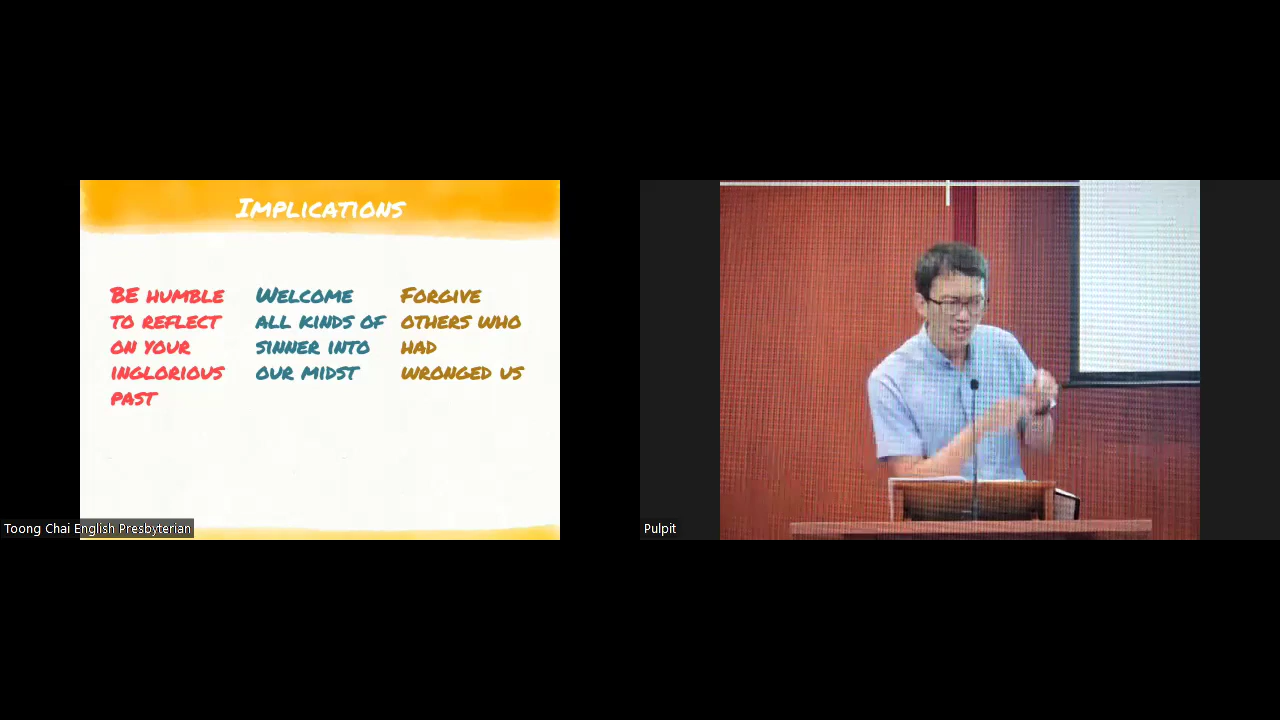 Implications
BE humble
to reflect
on your
inglorious
past
Welcome
all kinds of
sinner into
our midst
Forgive
others who
had
wronged us
Toong Chai English Presbyterian
Pulpit